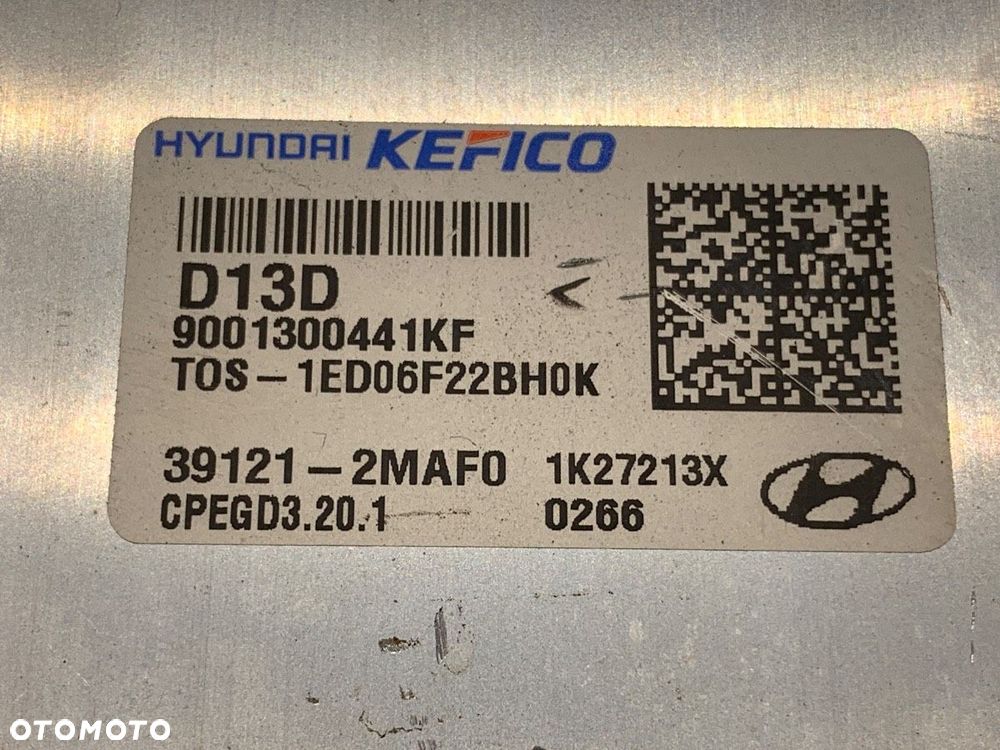 HYUNDAI KEFICO
D13D
9001300441KF
TOS-1ED06F22BH0K
39121-2MAF0 1K27213X
CPEGD3.20.1 0266
OTOMOTO